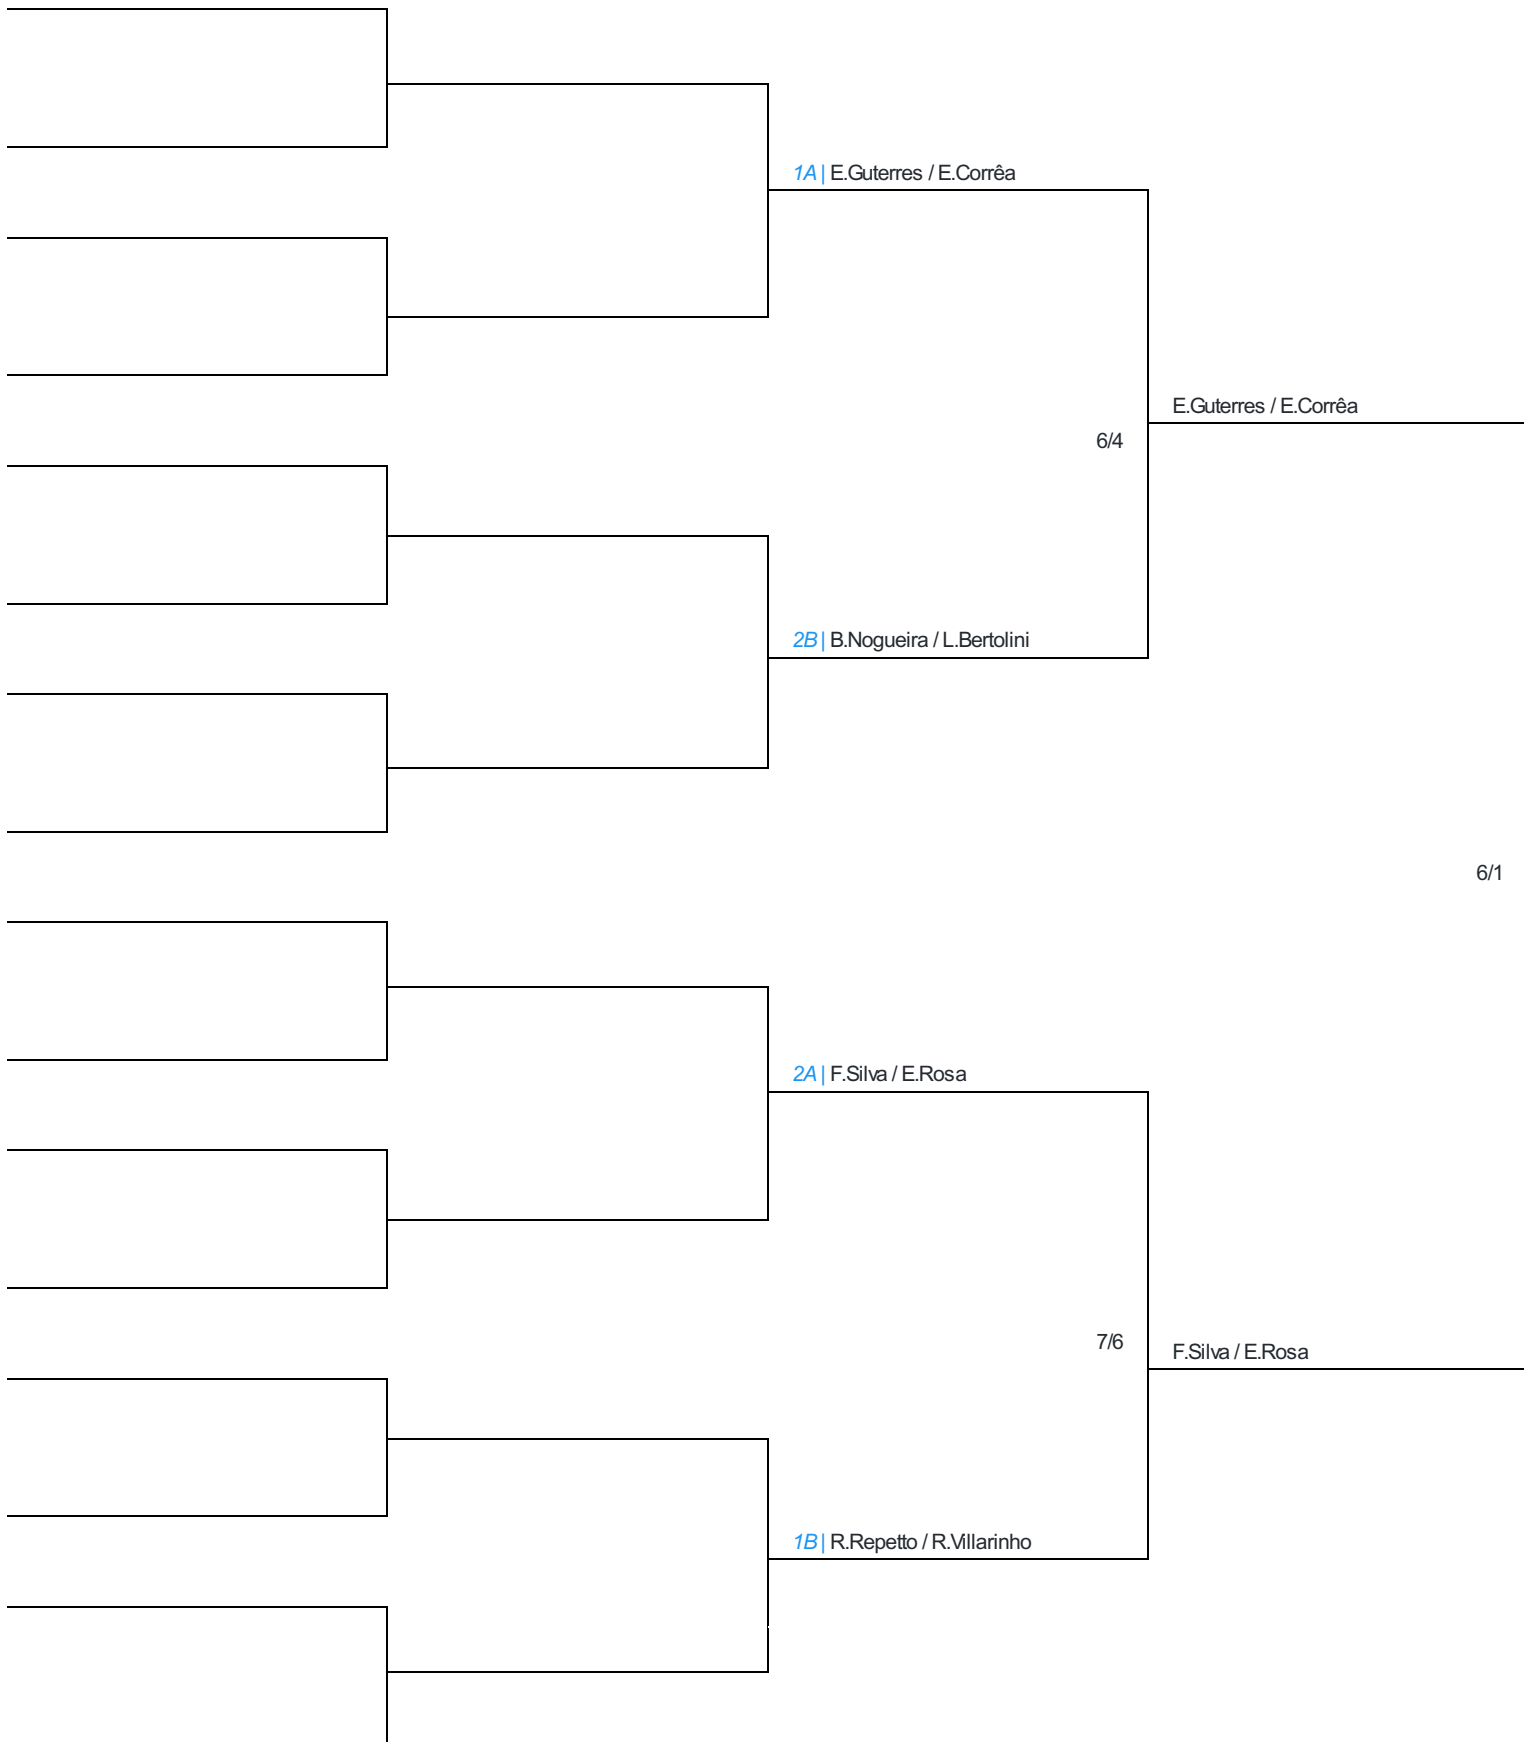 1A | E.Guterres / E.Corrêa
E.Guterres / E.Corrêa
6/4
2B | B.Nogueira / L.Bertolini
6/1
2A | F.Silva / E.Rosa
7/6
F.Silva / E.Rosa
1B | R.Repetto / R.Villarinho